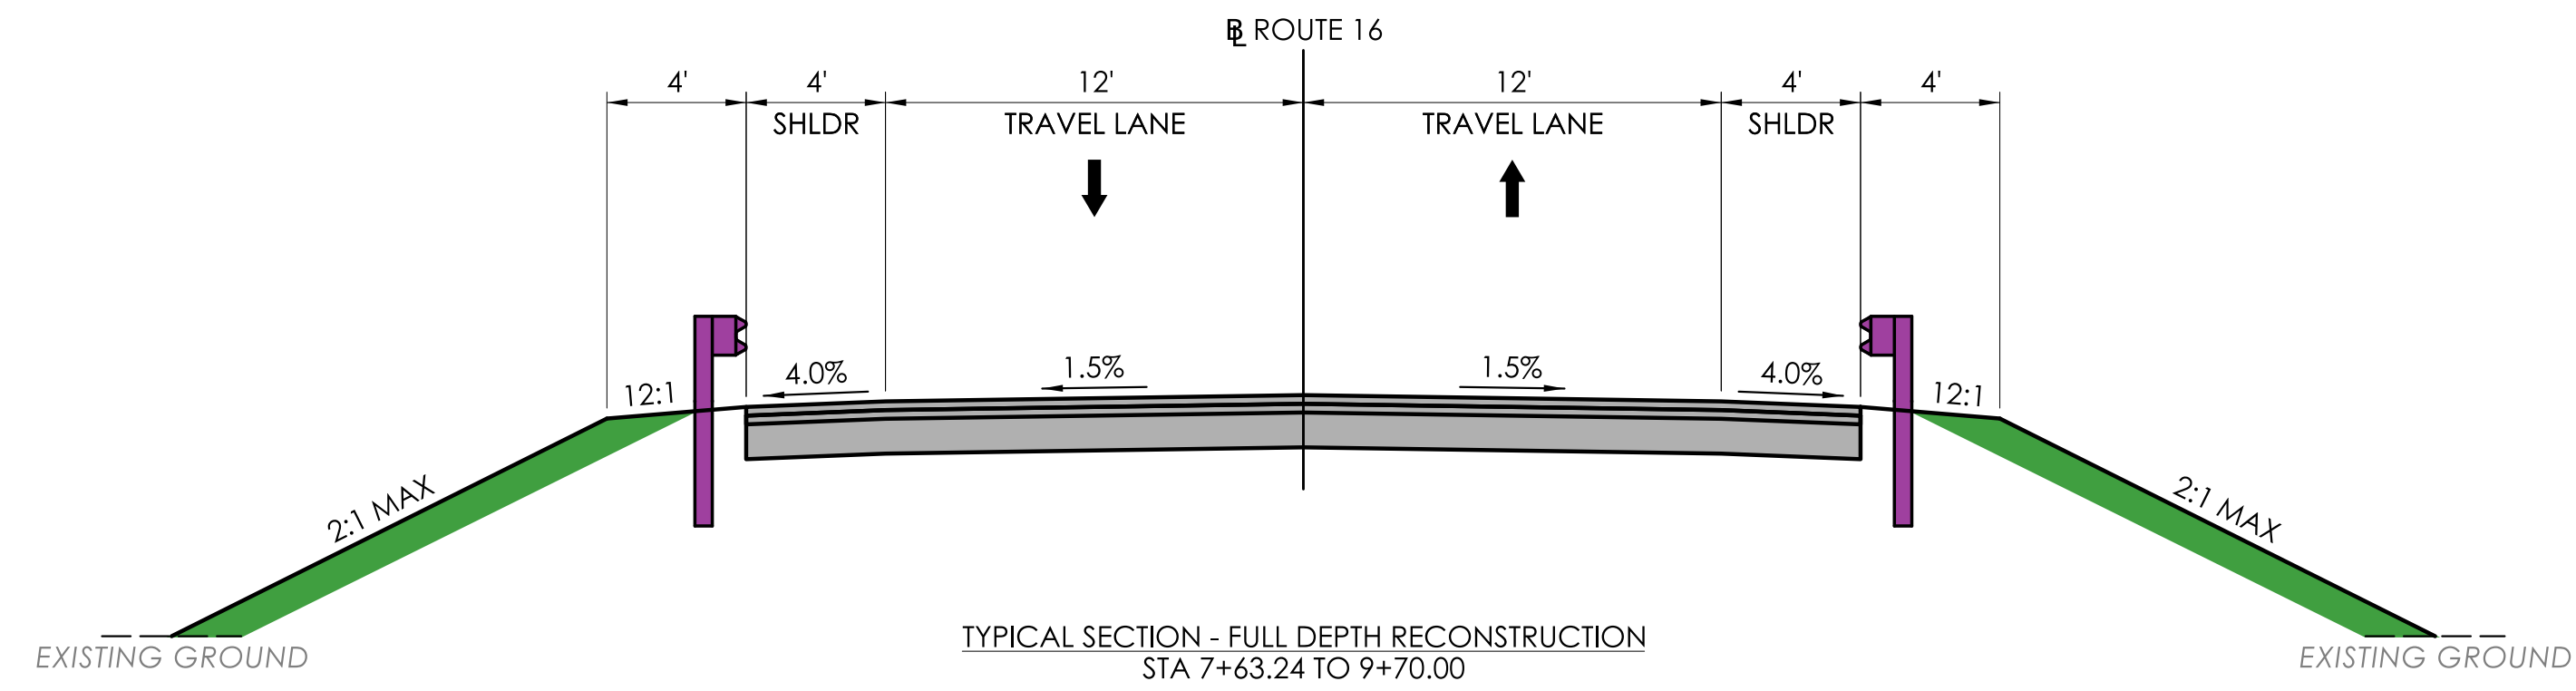 ℄ ROUTE 16
4' 4' 12' 12' 4' 4'
SHLDR TRAVEL LANE TRAVEL LANE SHLDR
12:1 4.0% 1.5% 1.5% 4.0% 12:1
2:1 MAX 2:1 MAX
TYPICAL SECTION - FULL DEPTH RECONSTRUCTION
EXISTING GROUND STA 7+63.24 TO 9+70.00 EXISTING GROUND